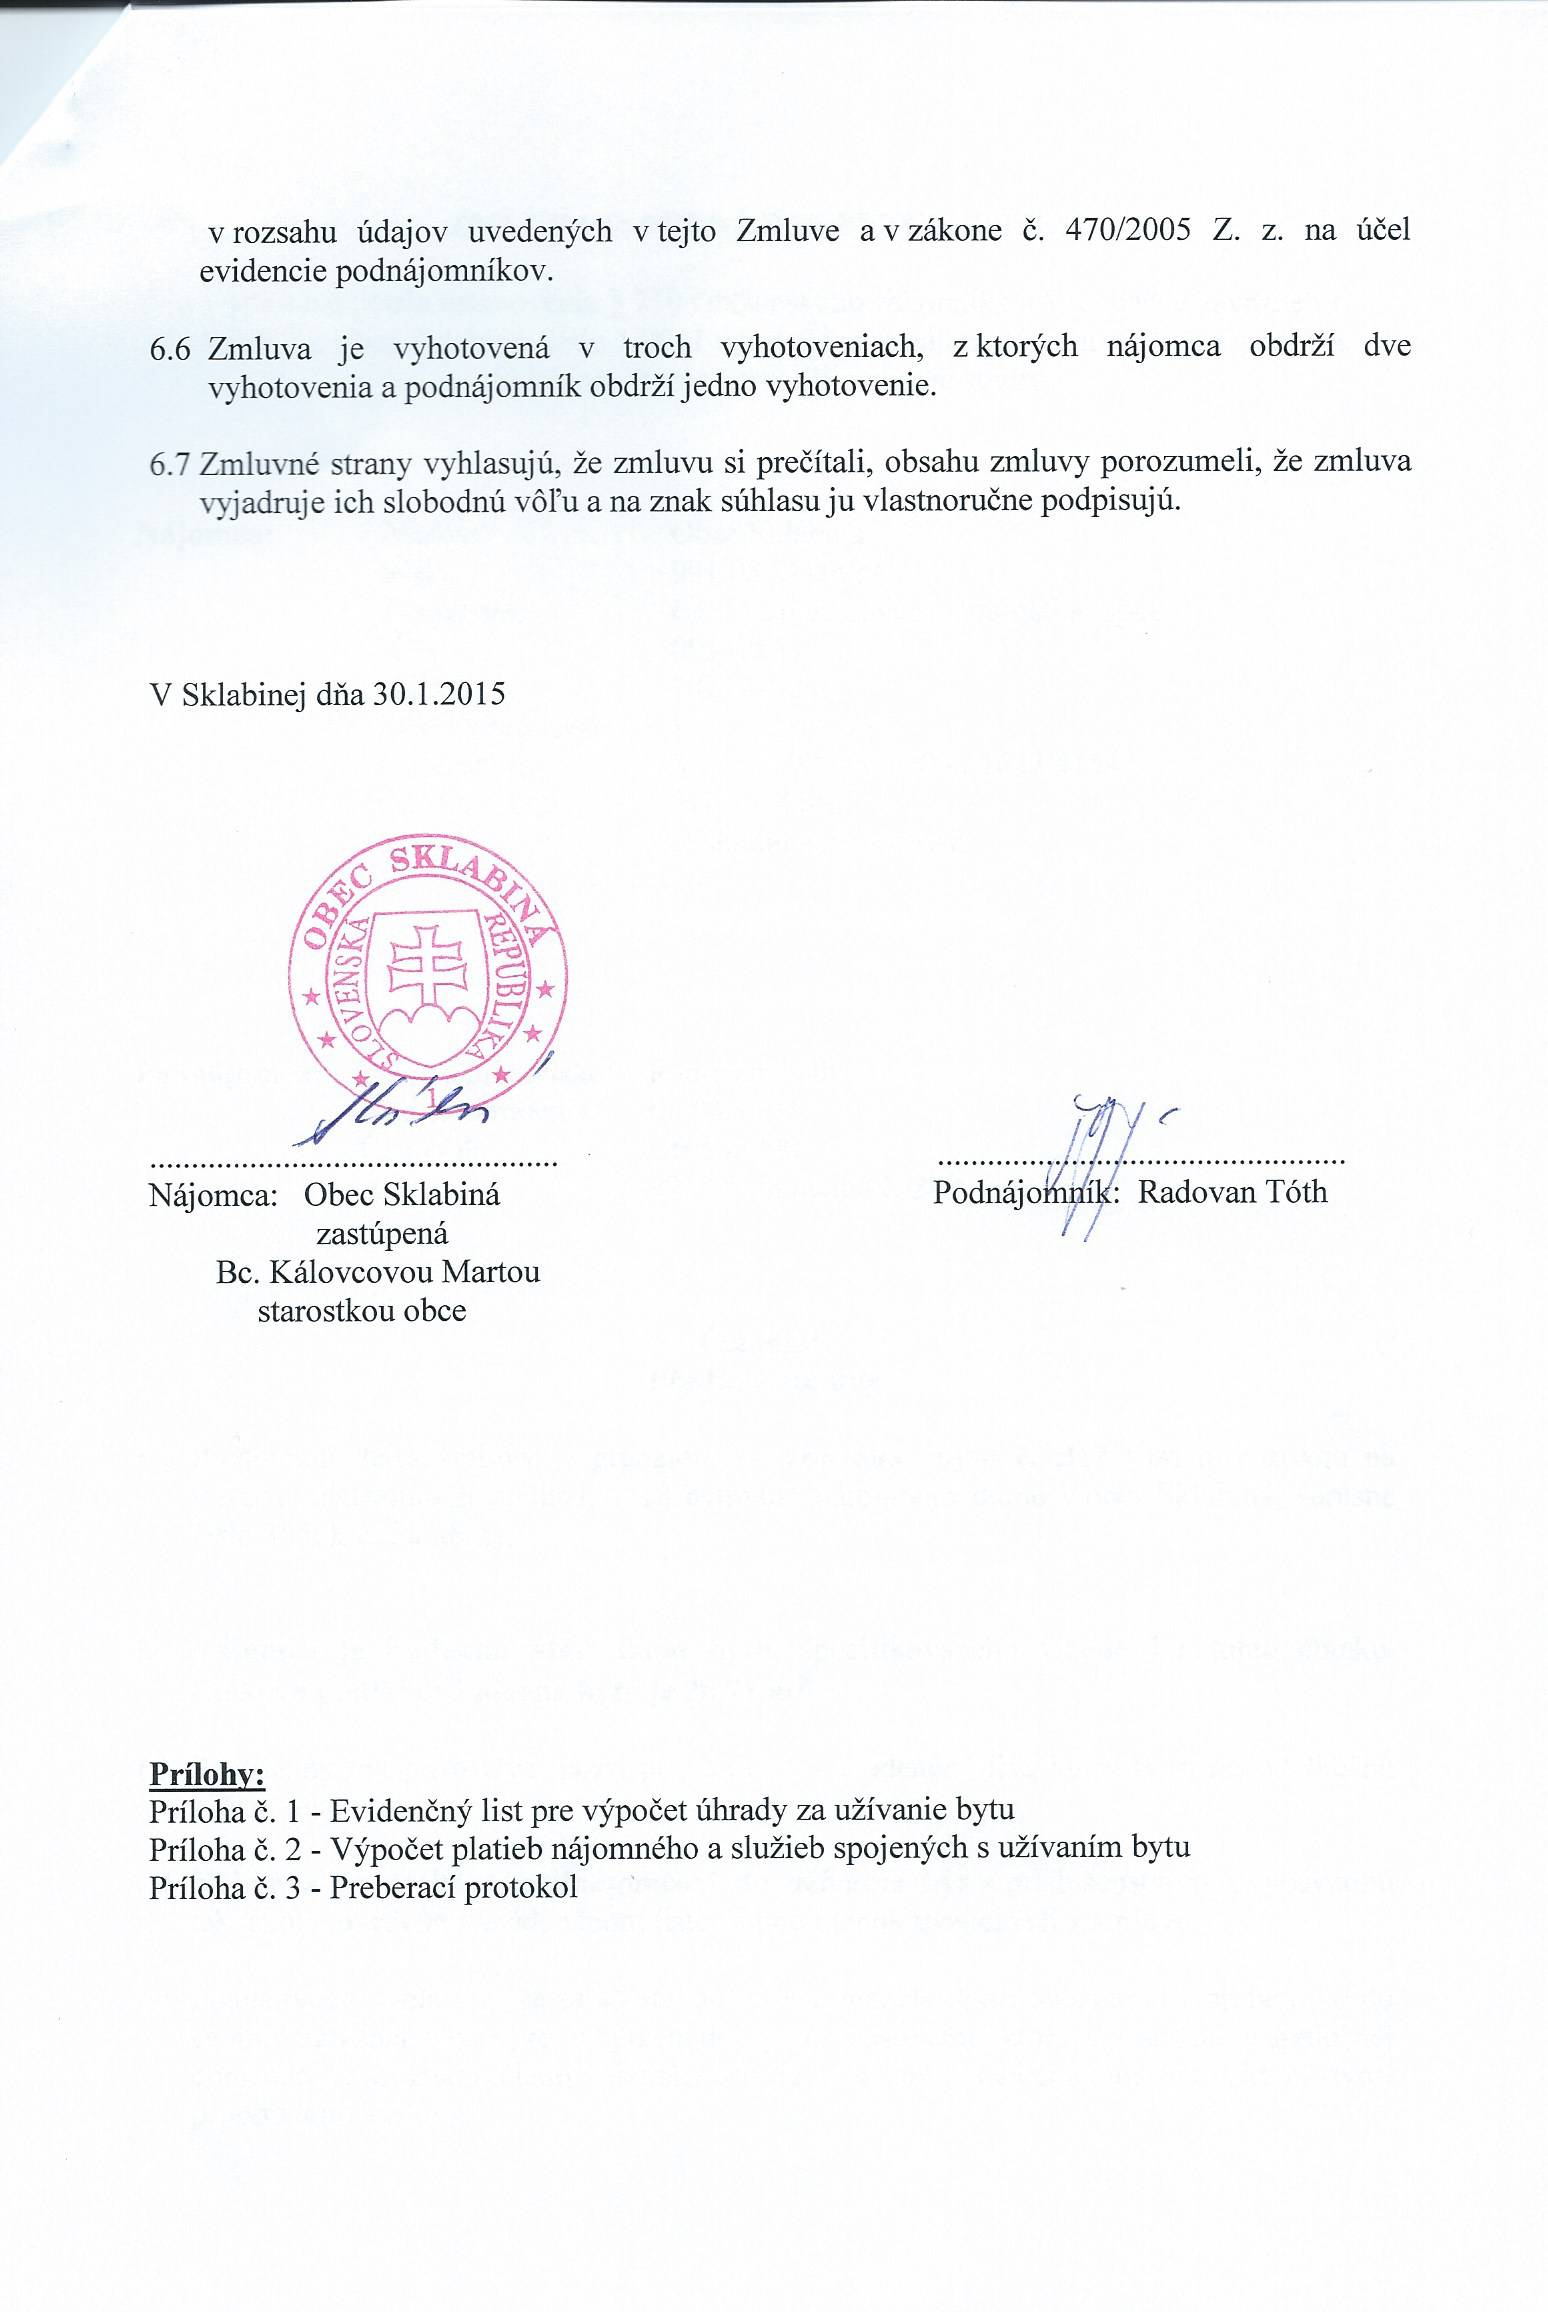 v rozsahu údajov uvedených v tejto Zmluve a v zákone č. 470/2005 Z. z. na účel
evidencie podnájomníkov.
6.6 Zmluva je vyhotovená v troch vyhotoveniach, z ktorých nájomca obdrží dve
vyhotovenia a podnájomník obdrží jedno vyhotovenie.
6.7 Zmluvné strany vyhlasujú, že zmluvu si prečítali, obsahu zmluvy porozumeli, že zmluva
vyjadruje ich slobodnú vôľu a na znak súhlasu ju vlastnoručne podpisujú.
V Sklabinej dňa 30.1.2015
OBEC SKLABINÁ
SLOVENSKÁ REPUBLIKA
1
Nájomca: Obec Sklabiná
zastúpená
Bc. Kálovcovou Martou
starostkou obce
Podnájomník: Radovan Tóth
Prílohy:
Príloha č. 1 - Evidenčný list pre výpočet úhrady za užívanie bytu
Príloha č. 2 - Výpočet platieb nájomného a služieb spojených s užívaním bytu
Príloha č. 3 - Preberací protokol